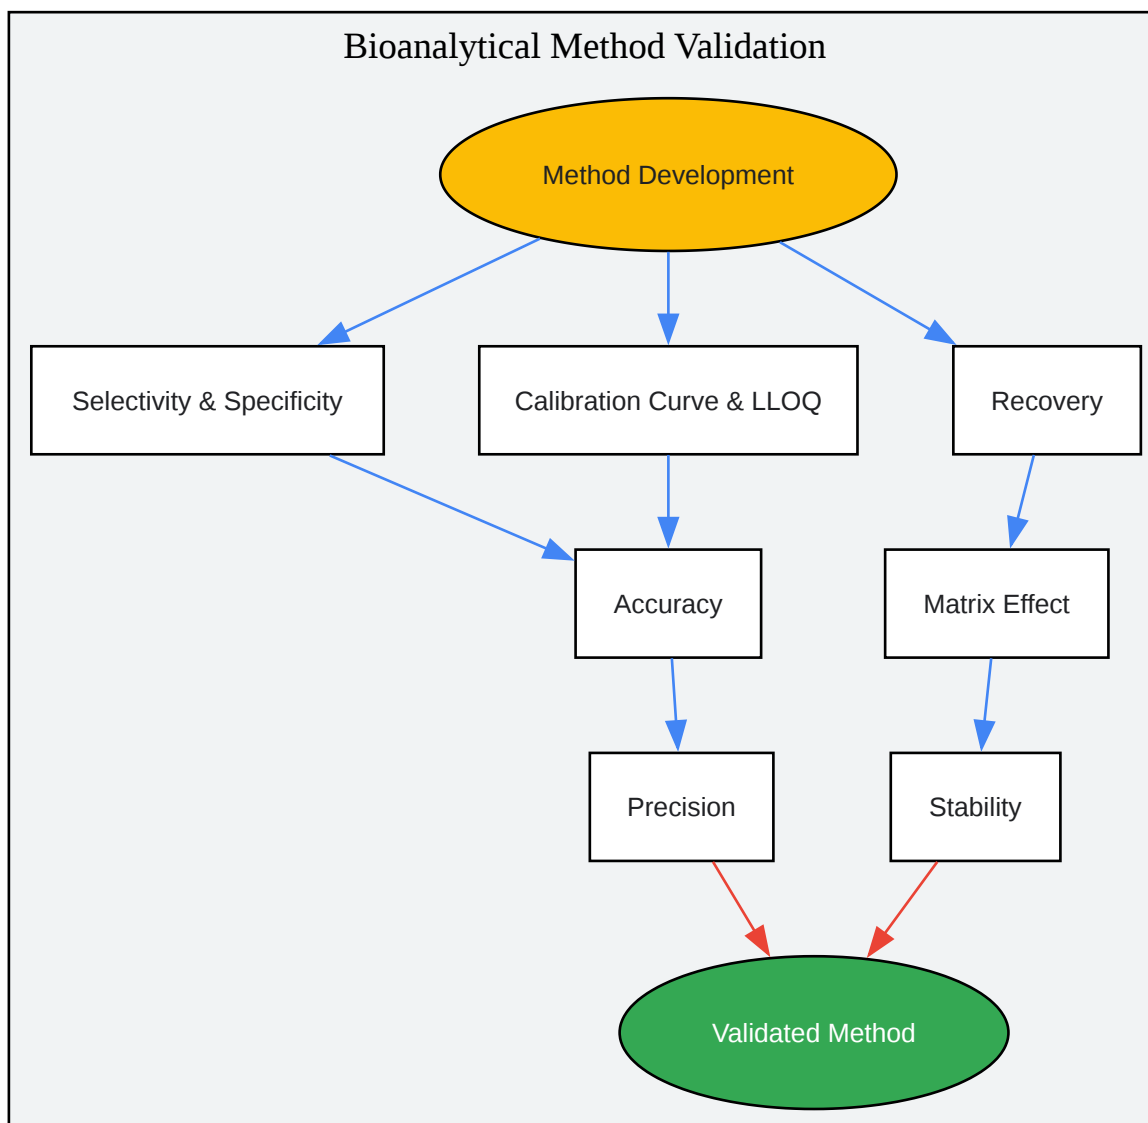 Bioanalytical Method Validation
Method Development
Selectivity & Specificity
Calibration Curve & LLOQ
Recovery
Accuracy
Matrix Effect
Precision
Stability
Validated Method